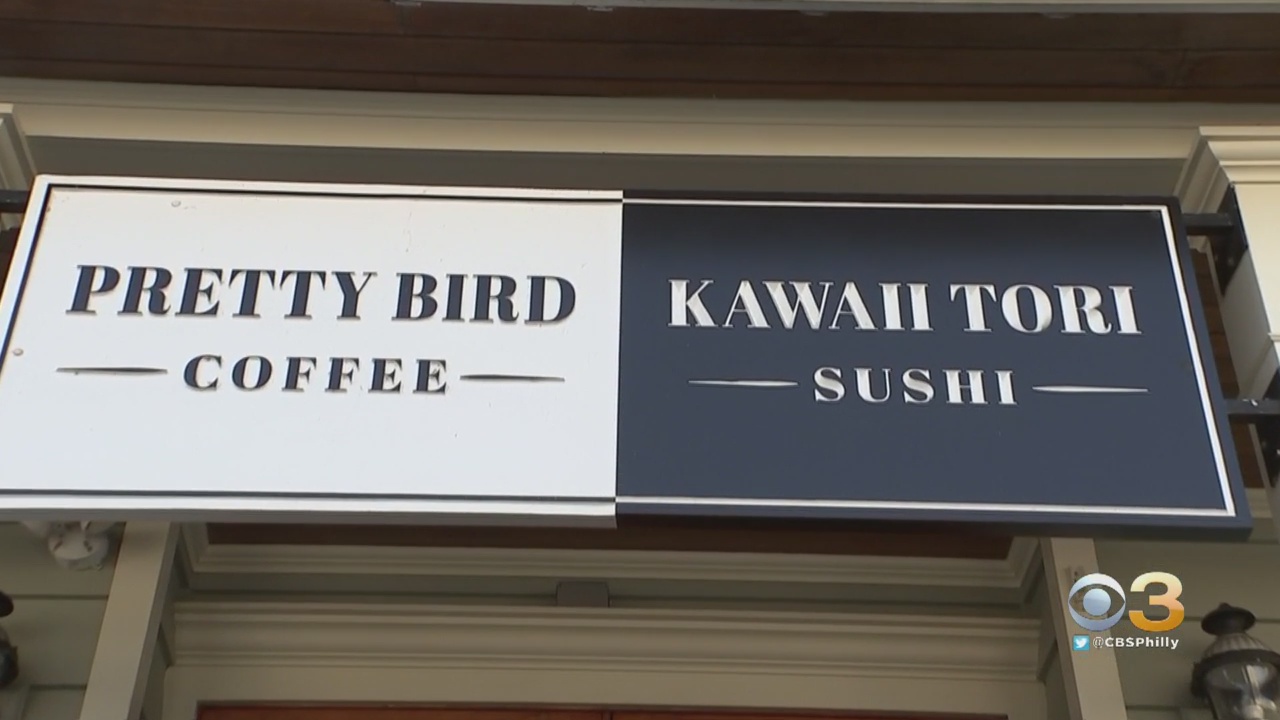 PRETTY BIRD
COFFEE
KAWAII TORI
SUSHI
3
@CBSPhilly